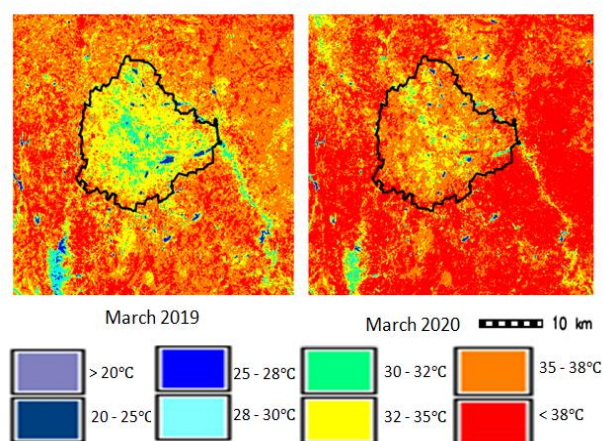 March 2019
March 2020
10 km
> 20°C
25 - 28°C
30 - 32°C
35 - 38°C
20 - 25°C
28 - 30°C
32 - 35°C
< 38°C